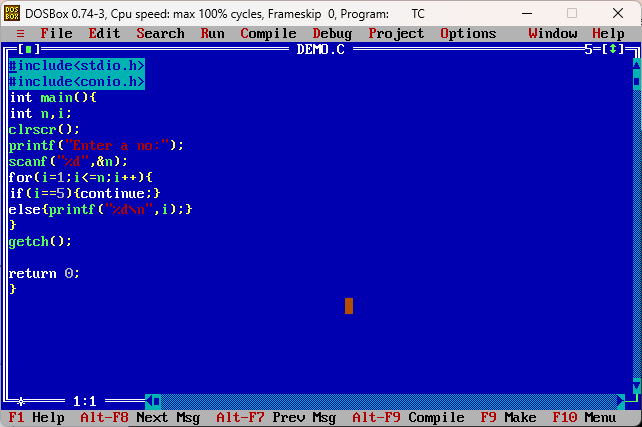 DOSBox 0.74-3, Cpu speed: max 100% cycles, Frameskip 0, Program: TC
≡ File Edit Search Run Compile Debug Project Options Window Help
[■] DEMO.C 5=[↕]
#include<stdio.h>
#include<conio.h>
int main(){
int n,i;
clrscr();
printf("Enter a no:");
scanf("%d",&n);
for(i=1;i<=n;i++){
if(i==5){continue;}
else{printf("%d\n",i);}
}
getch();
return 0;
}
* 1:1
F1 Help Alt-F8 Next Msg Alt-F7 Prev Msg Alt-F9 Compile F9 Make F10 Menu